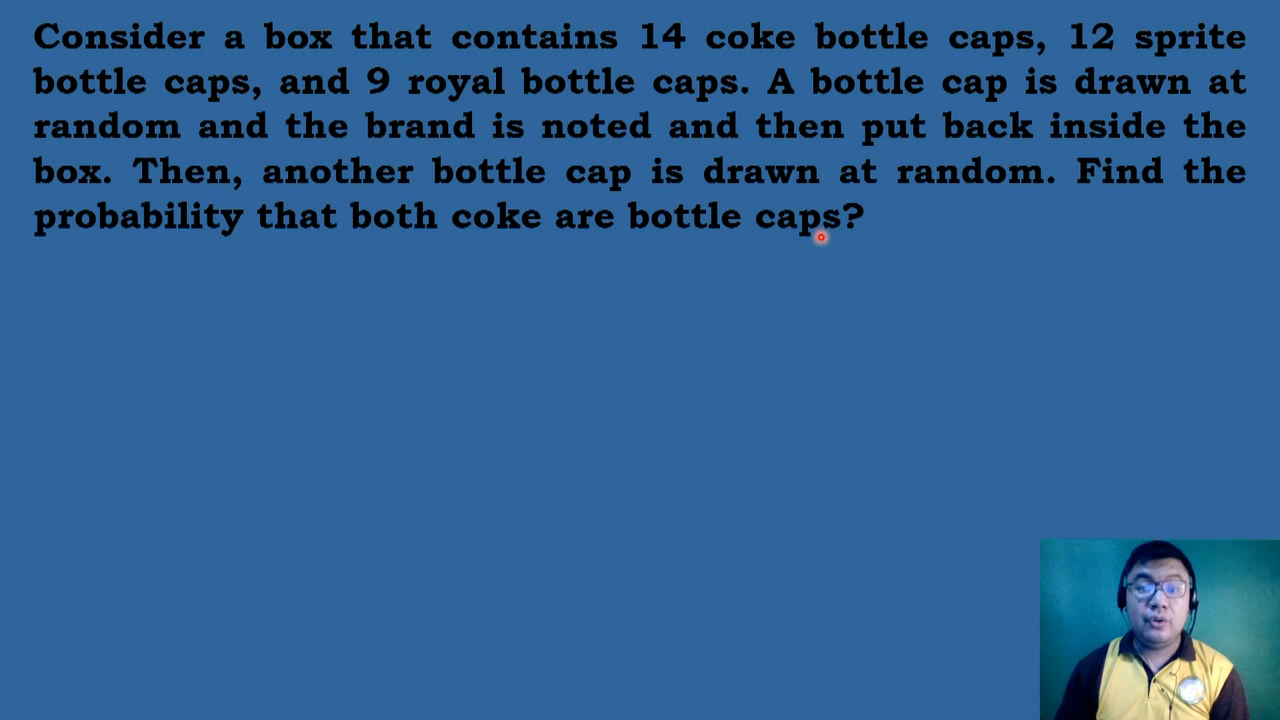 Consider a box that contains 14 coke bottle caps, 12 sprite
bottle caps, and 9 royal bottle caps. A bottle cap is drawn at
random and the brand is noted and then put back inside the
box. Then, another bottle cap is drawn at random. Find the
probability that both coke are bottle caps?